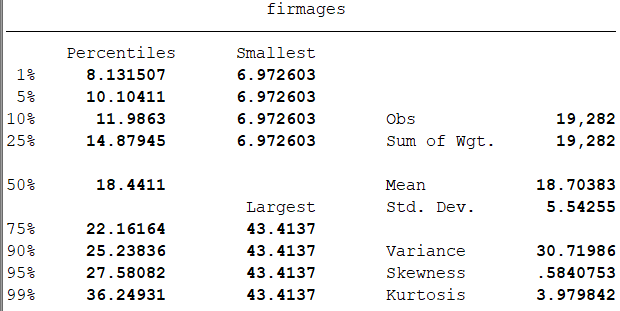 firmages
Percentiles Smallest
1% 8.131507 6.972603
5% 10.10411 6.972603
10% 11.9863 6.972603 Obs 19,282
25% 14.87945 6.972603 Sum of Wgt. 19,282
50% 18.4411 Mean 18.70383
Largest Std. Dev. 5.54255
75% 22.16164 43.4137
90% 25.23836 43.4137 Variance 30.71986
95% 27.58082 43.4137 Skewness .5840753
99% 36.24931 43.4137 Kurtosis 3.979842